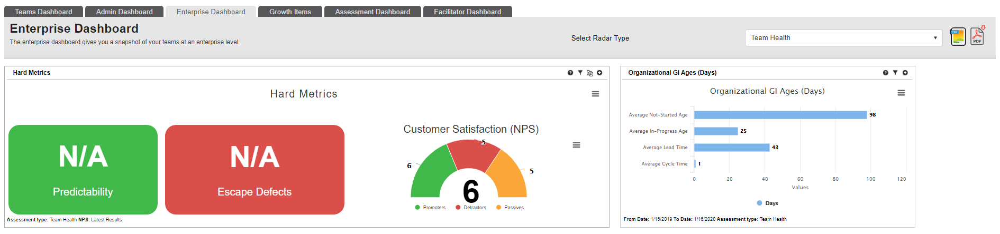 Teams Dashboard
Admin Dashboard
Enterprise Dashboard
Growth Items
Assessment Dashboard
Facilitator Dashboard
Enterprise Dashboard
The enterprise dashboard gives you a snapshot of your teams at an enterprise level.
Select Radar Type
Team Health
PDF
Hard Metrics
Hard Metrics
N/A
Predictability
N/A
Escape Defects
Customer Satisfaction (NPS)
6
5
5
6
Promoters
Detractors
Passives
Assessment type: Team Health NPS: Latest Results
Organizational GI Ages (Days)
Organizational GI Ages (Days)
Average Not-Started Age
98
Average In-Progress Age
25
Average Lead Time
43
Average Cycle Time
1
0 20 40 60 80 100 120
Values
Days
From Date: 1/16/2019 To Date: 1/16/2020 Assessment type: Team Health